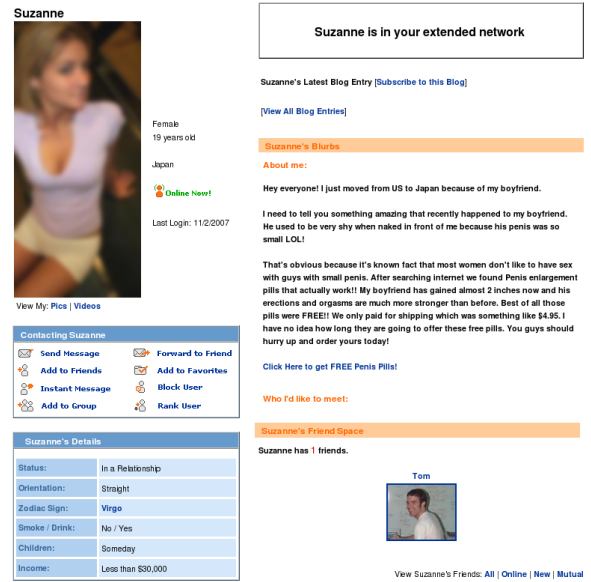 Suzanne
Female
19 years old
Japan
Online Now!
Last Login: 11/2/2007
View My: Pics | Videos
Contacting Suzanne
Send Message
Forward to Friend
Add to Friends
Add to Favorites
Instant Message
Block User
Add to Group
Rank User
Suzanne's Details
Status: In a Relationship
Orientation: Straight
Zodiac Sign: Virgo
Smoke / Drink: No / Yes
Children: Someday
Income: Less than $30,000
Suzanne is in your extended network
Suzanne's Latest Blog Entry [Subscribe to this Blog]
[View All Blog Entries]
Suzanne's Blurbs
About me:
Hey everyone! I just moved from US to Japan because of my boyfriend.
I need to tell you something amazing that recently happened to my boyfriend.
He used to be very shy when naked in front of me because his penis was so
small LOL!
That's obvious because it's known fact that most women don't like to have sex
with guys with small penis. After searching internet we found Penis enlargement
pills that actually work!! My boyfriend has gained almost 2 inches now and his
erections and orgasms are much more stronger than before. Best of all those
pills were FREE!! We only paid for shipping which was something like $4.95. I
have no idea how long they are going to offer these free pills. You guys should
hurry up and order yours today!
Click Here to get FREE Penis Pills!
Who I'd like to meet:
Suzanne's Friend Space
Suzanne has 1 friends.
Tom
View Suzanne's Friends: All | Online | New | Mutual